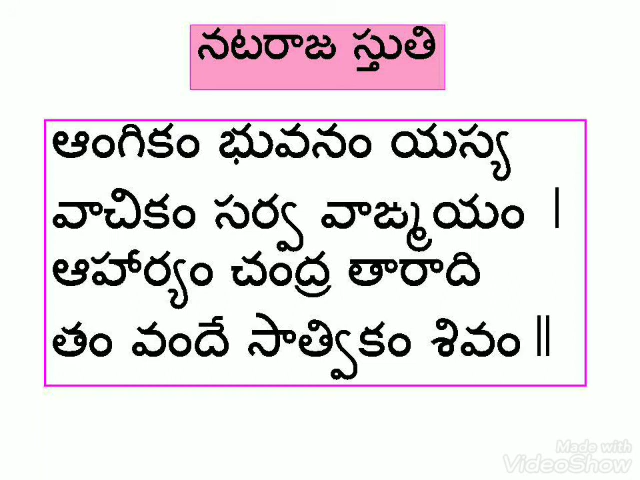 నటరాజ స్తుతి
ఆంగికం భువనం యస్య
వాచికం సర్వ వాఙ్మయం |
ఆహార్యం చంద్ర తారాది
తం వందే సాత్వికం శివం ||
Made with
VideoShow